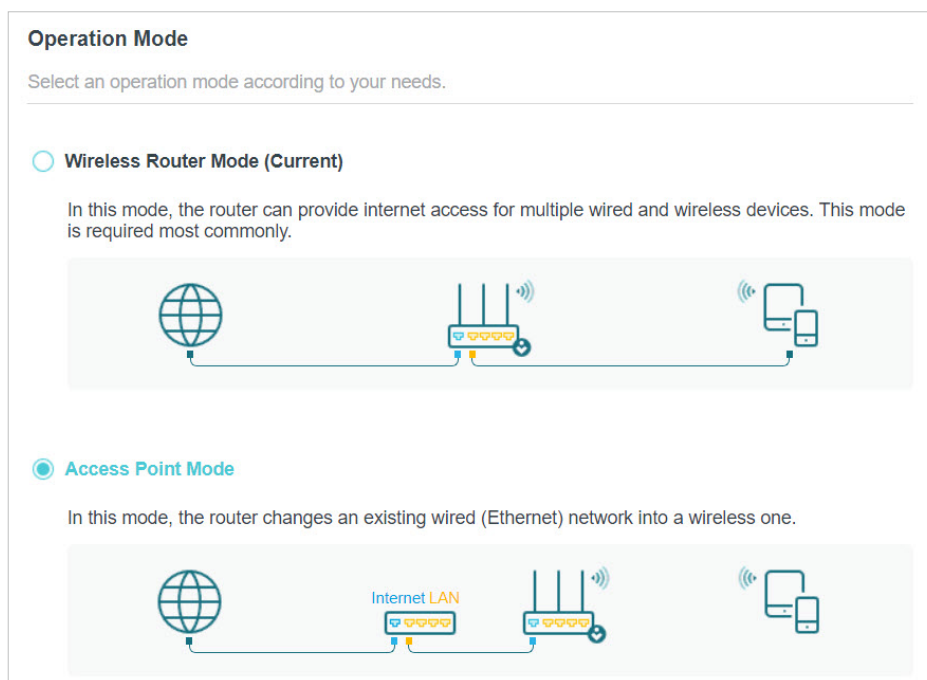 Operation Mode
Select an operation mode according to your needs.
Wireless Router Mode (Current)
In this mode, the router can provide internet access for multiple wired and wireless devices. This mode
is required most commonly.
Access Point Mode
In this mode, the router changes an existing wired (Ethernet) network into a wireless one.
Internet LAN